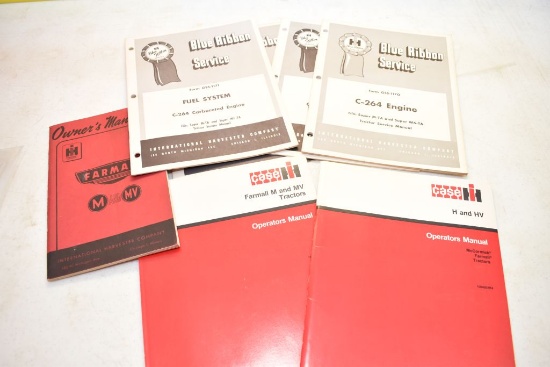 Blue Ribbon
Service
FUEL SYSTEM
C-264 Carbureted Engine
INTERNATIONAL HARVESTER COMPANY
Blue Ribbon
Service
C-264 Engine
INTERNATIONAL HARVESTER COMPANY
Owner's Man
IH
FARMA
M MV
INTERNATIONAL HARVESTER COMPANY
case IH
Farmall M and MV
Tractors
Operators Manual
case IH
H and HV
Operators Manual
McCormick
Farmall
Tractors